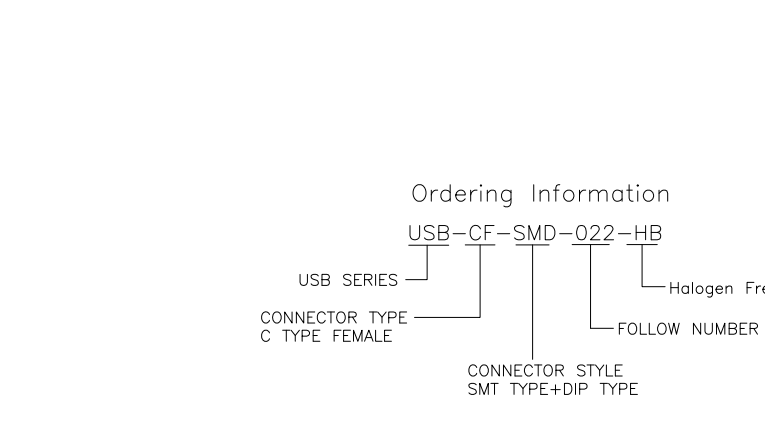 Ordering Information
USB-CF-SMD-022-HB
USB SERIES
Halogen
CONNECTOR TYPE
C TYPE FEMALE
FOLLOW NUMBER
CONNECTOR STYLE
SMT TYPE+DIP TYPE